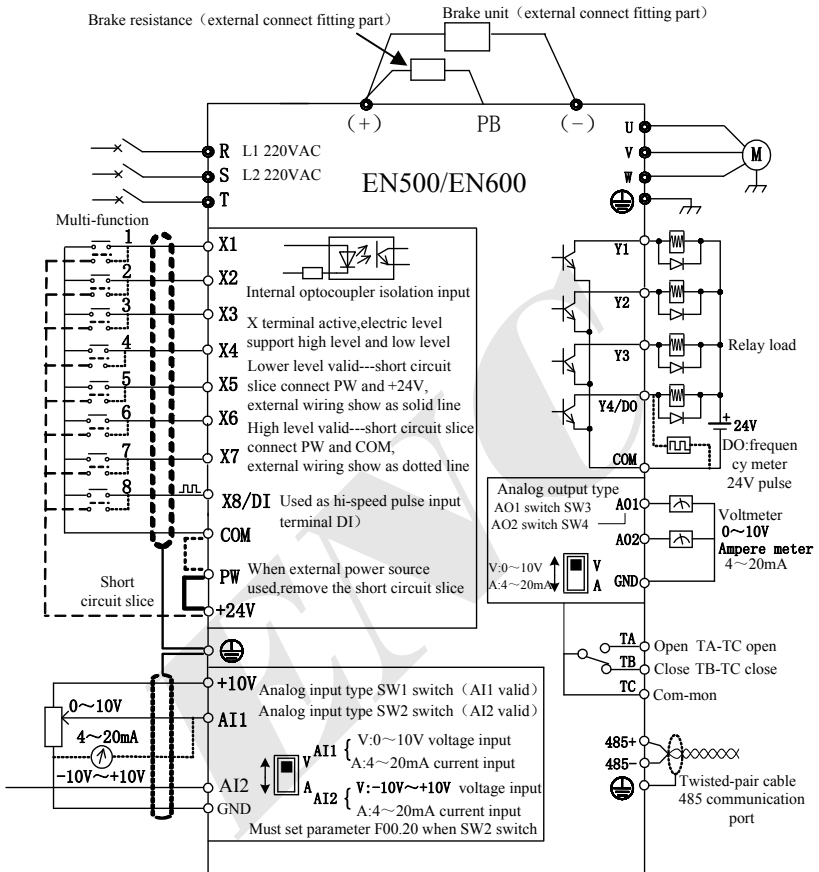 Brake resistance（external connect fitting part）
Brake unit（external connect fitting part）
(+)
PB
(-)
R L1 220VAC
S L2 220VAC
T
EN500/EN600
U
V
W
M
Multi-function
1
2
3
4
5
6
7
8
X1
X2
X3
X4
X5
X6
X7
X8/DI
COM
PW
+24V
Internal optocoupler isolation input
X terminal active,electric level
support high level and low level
Lower level valid---short circuit
slice connect PW and +24V,
external wiring show as solid line
High level valid---short circuit slice
connect PW and COM,
external wiring show as dotted line
Used as hi-speed pulse input
terminal DI）
When external power source
used,remove the short circuit slice
Short
circuit slice
Y1
Y2
Y3
Y4/DO
COM
Relay load
+
24V
DO:frequen
cy meter
24V pulse
Analog output type
AO1 switch SW3
AO2 switch SW4
V:0～10V
A:4～20mA
V
A
AO1
AO2
GND
Voltmeter
0～10V
Ampere meter
4～20mA
TA
TB
TC
Open TA-TC open
Close TB-TC close
Com-mon
+10V
AI1
AI2
GND
0～10V
4～20mA
-10V～+10V
Analog input type SW1 switch（AI1 valid）
Analog input type SW2 switch（AI2 valid）
V
A
AI1 { V:0～10V voltage input
A:4～20mA current input
AI2 { V:-10V～+10V voltage input
A:4～20mA current input
Must set parameter F00.20 when SW2 switch
485+
485-
Twisted-pair cable
485 communication
port
ENC